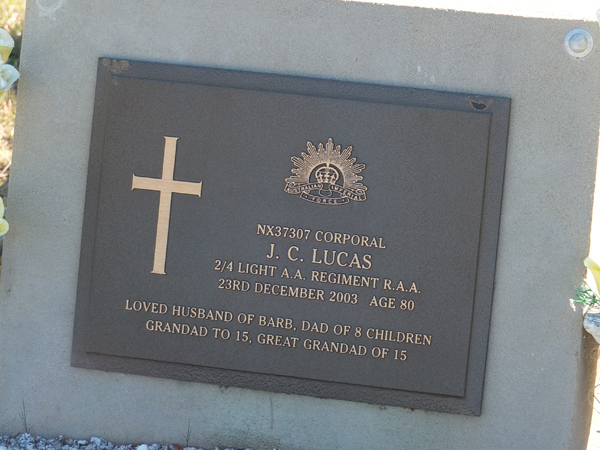 AUSTRALIAN IMPERIAL
FORCE
NX37307 CORPORAL
J. C. LUCAS
2/4 LIGHT A.A. REGIMENT R.A.A.
23RD DECEMBER 2003 AGE 80
LOVED HUSBAND OF BARB, DAD OF 8 CHILDREN
GRANDAD TO 15, GREAT GRANDAD OF 15